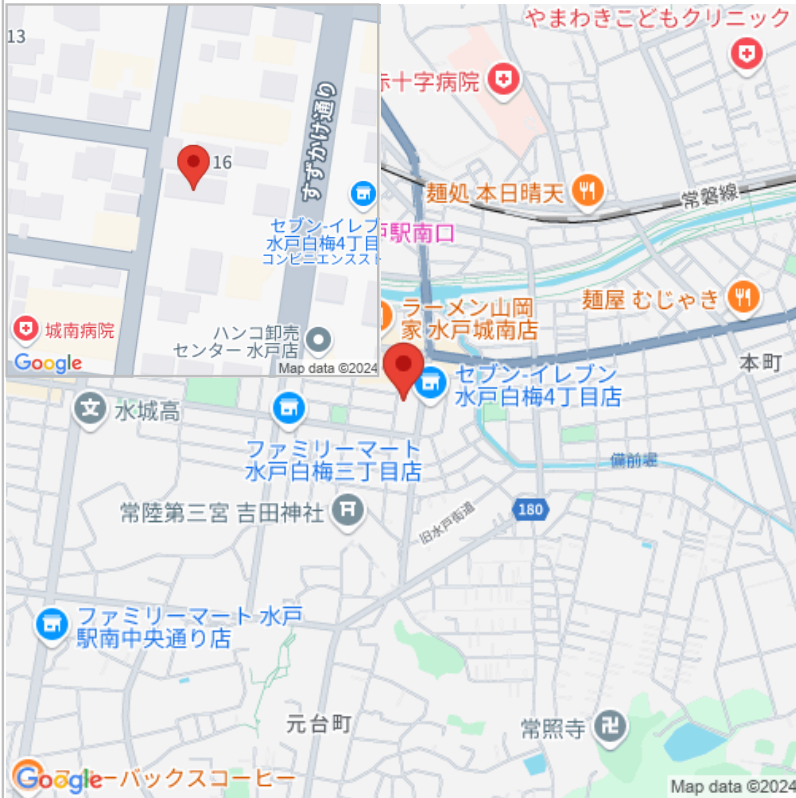 13
16
すずかけ通り
セブン-イレブ
水戸白梅4丁目
コンビニエンススト
城南病院
ハンコ卸売
センター 水戸店
Google
Map data ©2024
やまわきこどもクリニック
赤十字病院
麺処 本日晴天
常磐線
戸駅南口
麺屋 むじゃき
ラーメン山岡
家 水戸城南店
本町
セブン-イレブン
水戸白梅4丁目店
水城高
ファミリーマート
水戸白梅三丁目店
備前堀
常陸第三宮 吉田神社
180
旧水戸街道
ファミリーマート 水戸
駅南中央通り店
元台町
常照寺
Google
ーバックスコーヒー
Map data ©2024